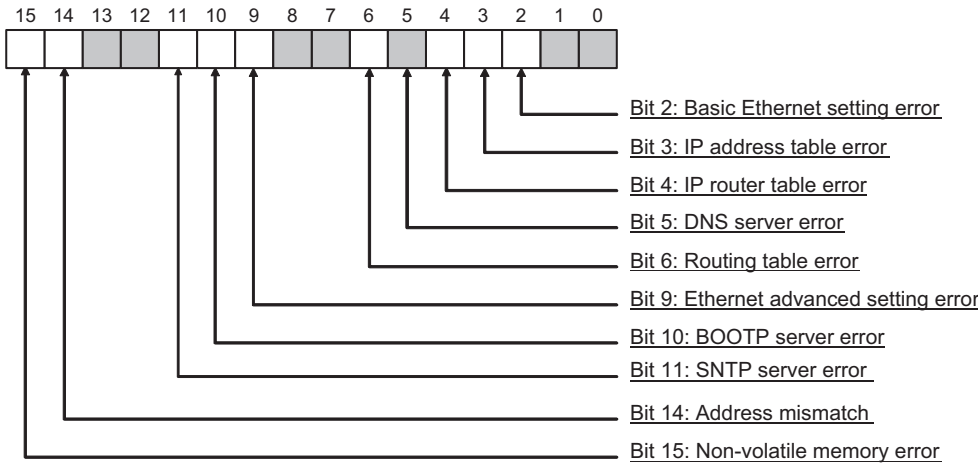 15 14 13 12 11 10 9 8 7 6 5 4 3 2 1 0
Bit 2: Basic Ethernet setting error
Bit 3: IP address table error
Bit 4: IP router table error
Bit 5: DNS server error
Bit 6: Routing table error
Bit 9: Ethernet advanced setting error
Bit 10: BOOTP server error
Bit 11: SNTP server error
Bit 14: Address mismatch
Bit 15: Non-volatile memory error